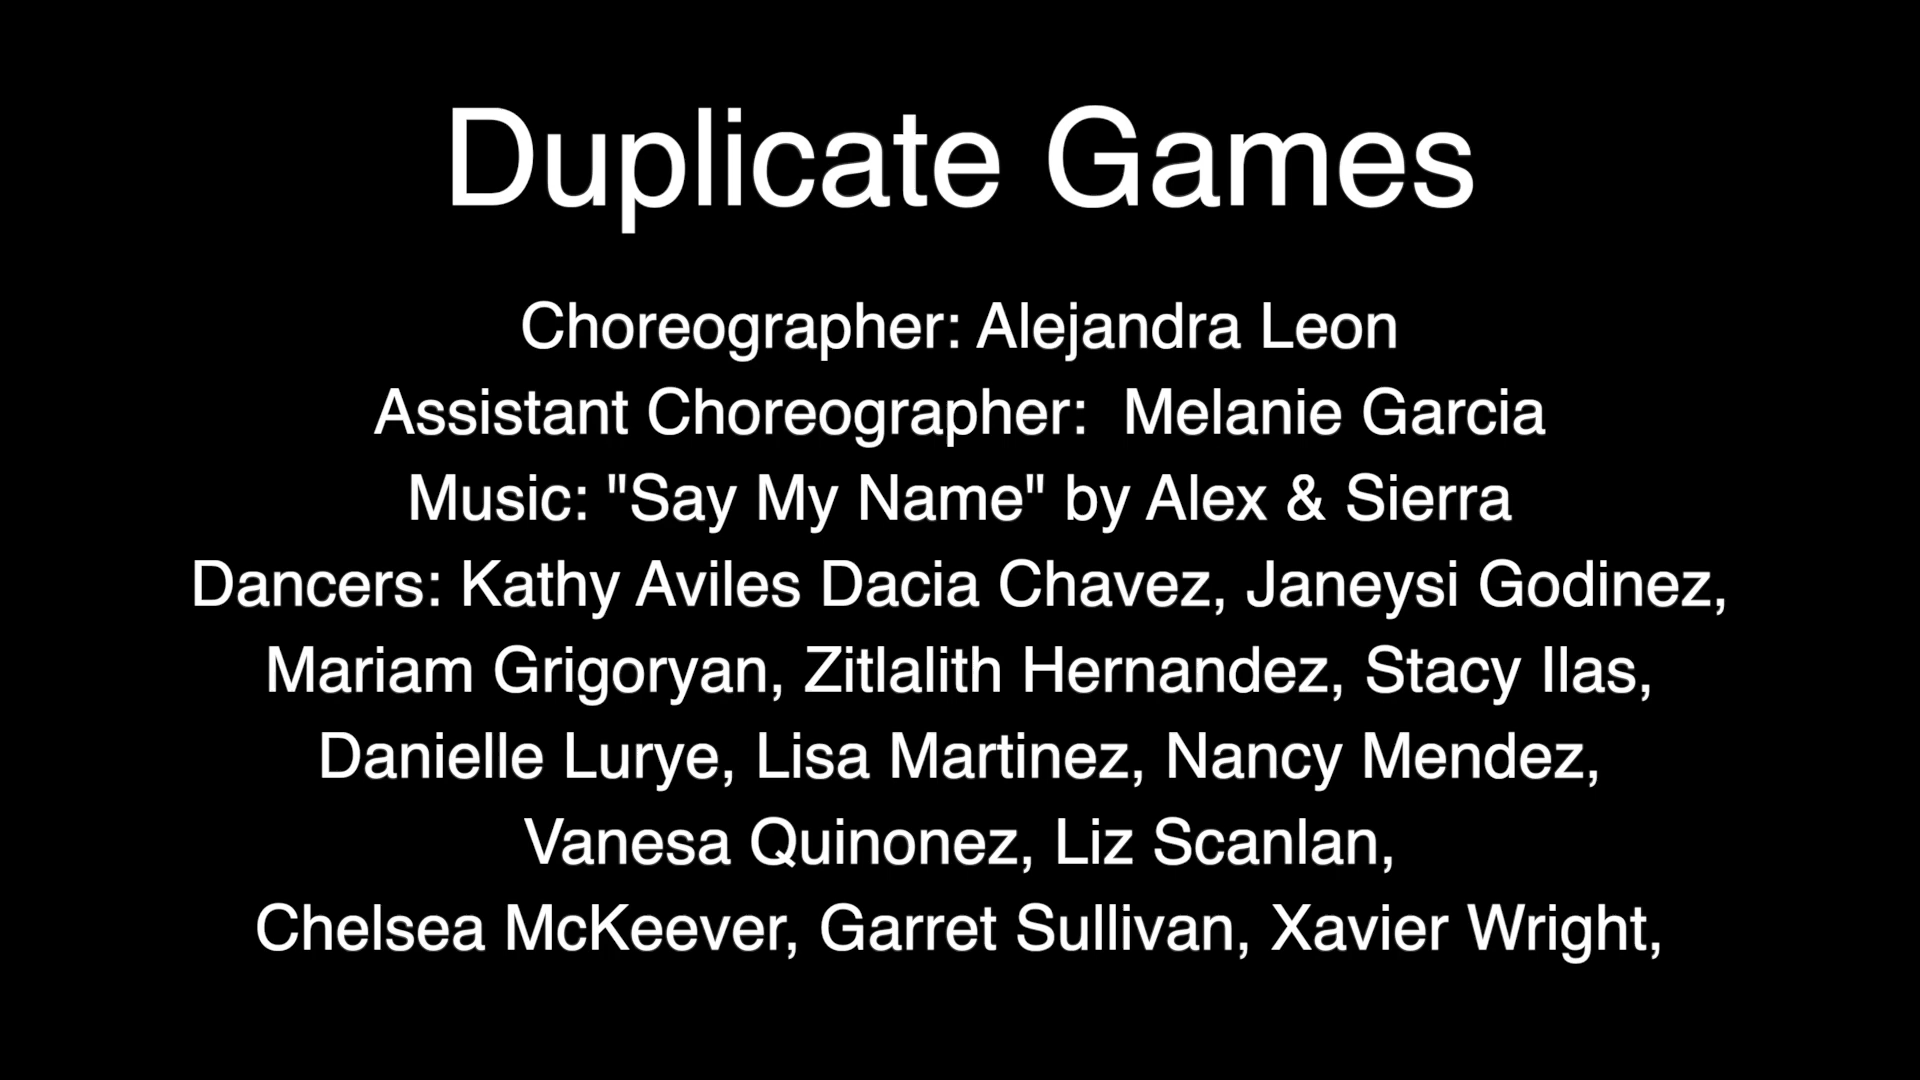 Duplicate Games
Choreographer: Alejandra Leon
Assistant Choreographer:  Melanie Garcia
Music: "Say My Name" by Alex & Sierra
Dancers: Kathy Aviles Dacia Chavez, Janeysi Godinez,
Mariam Grigoryan, Zitlalith Hernandez, Stacy Ilas,
Danielle Lurye, Lisa Martinez, Nancy Mendez,
Vanesa Quinonez, Liz Scanlan,
Chelsea McKeever, Garret Sullivan, Xavier Wright,